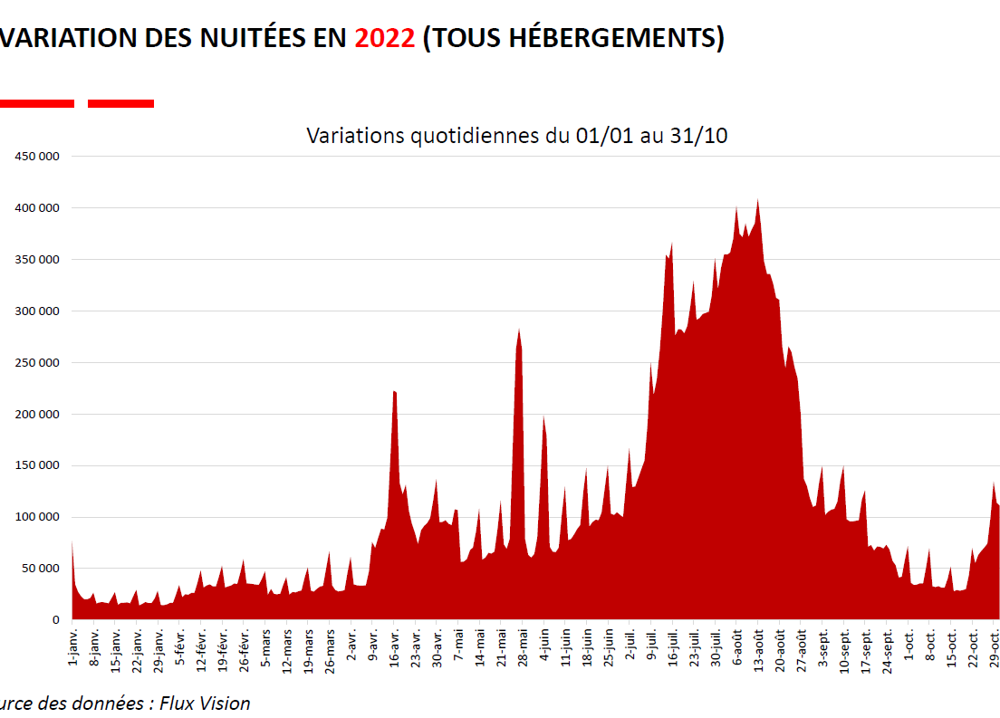 VARIATION DES NUITÉES EN 2022 (TOUS HÉBERGEMENTS)
Variations quotidiennes du 01/01 au 31/10
450 000
400 000
350 000
300 000
250 000
200 000
150 000
100 000
50 000
0
1-janv.
8-janv.
15-janv.
22-janv.
29-janv.
5-févr.
12-févr.
19-févr.
26-févr.
5-mars
12-mars
19-mars
26-mars
2-avr.
9-avr.
16-avr.
23-avr.
30-avr.
7-mai
14-mai
21-mai
28-mai
4-juin
11-juin
18-juin
25-juin
2-juil.
9-juil.
16-juil.
23-juil.
30-juil.
6-août
13-août
20-août
27-août
3-sept.
10-sept.
17-sept.
24-sept.
1-oct.
8-oct.
15-oct.
22-oct.
29-oct.
urce des données : Flux Vision